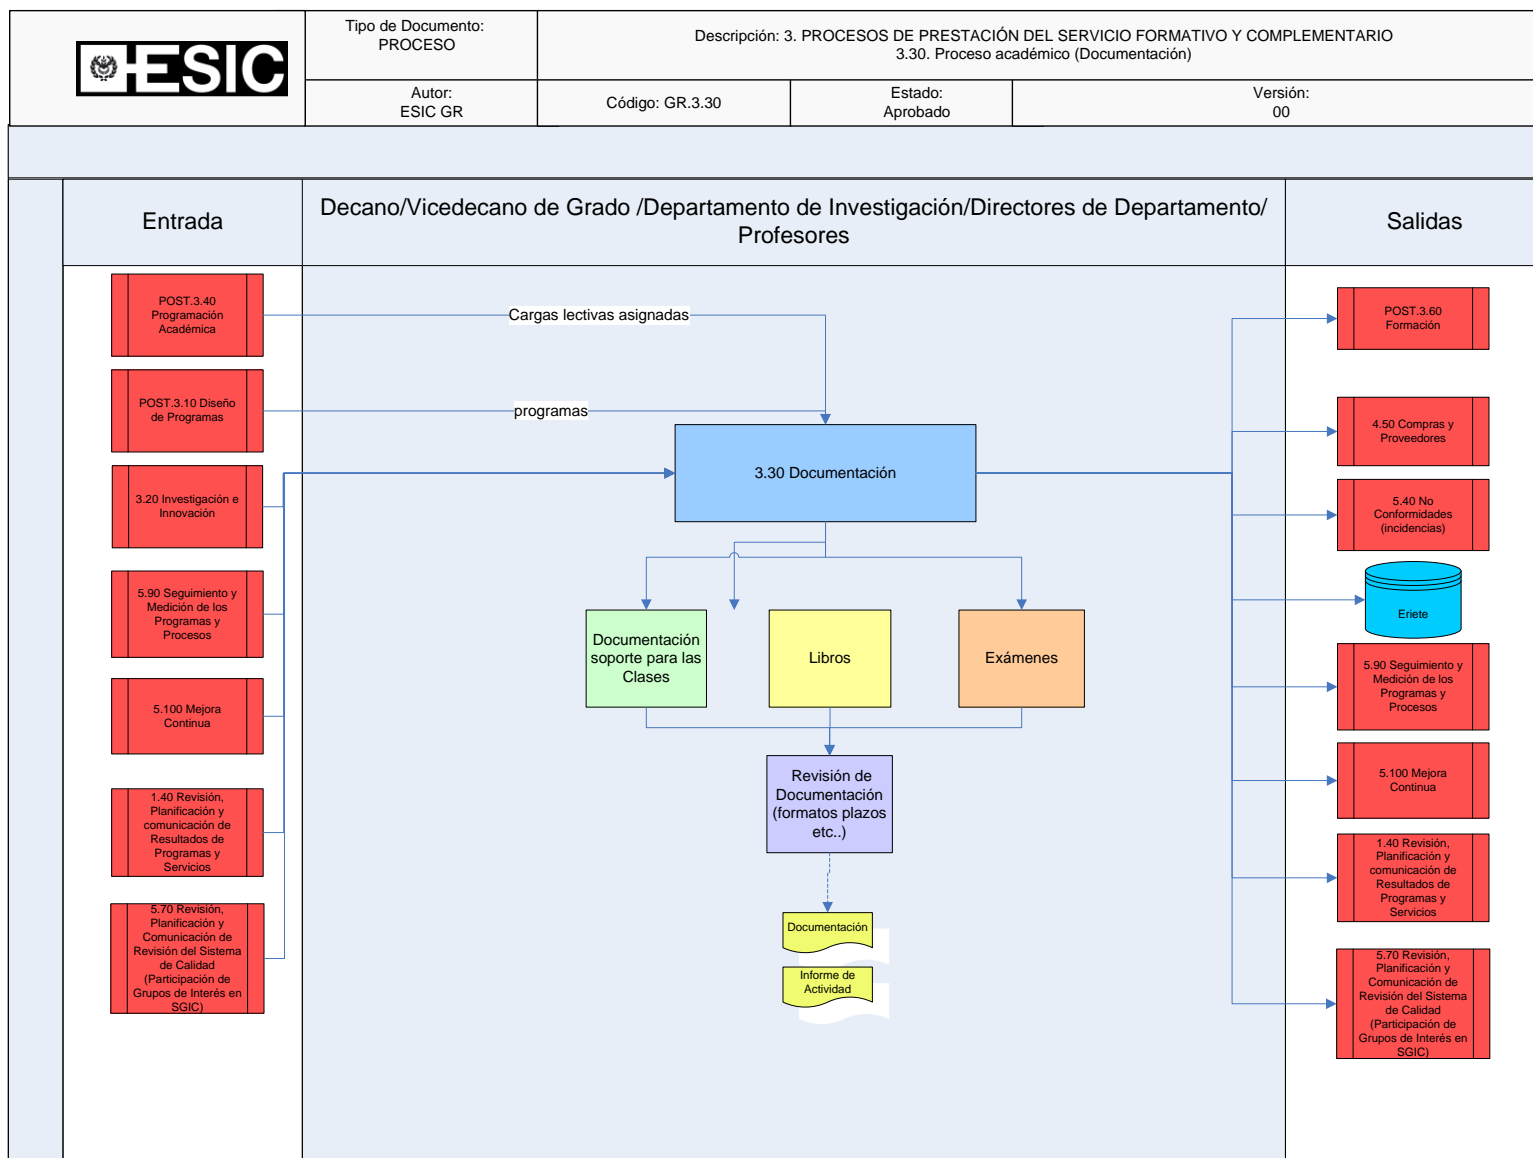 ESIC
Tipo de Documento:
PROCESO
Descripción: 3. PROCESOS DE PRESTACIÓN DEL SERVICIO FORMATIVO Y COMPLEMENTARIO
3.30. Proceso académico (Documentación)
Autor:
ESIC GR
Código: GR.3.30
Estado:
Aprobado
Versión:
00
Entrada
Decano/Vicedecano de Grado /Departamento de Investigación/Directores de Departamento/
Profesores
Salidas
POST.3.40
Programación
Académica
POST.3.10 Diseño
de Programas
3.20 Investigación e
Innovación
5.90 Seguimiento y
Medición de los
Programas y
Procesos
5.100 Mejora
Continua
1.40 Revisión,
Planificación y
comunicación de
Resultados de
Programas y
Servicios
5.70 Revisión,
Planificación y
Comunicación de
Revisión del Sistema
de Calidad
(Participación de
Grupos de Interés en
SGIC)
Cargas lectivas asignadas
programas
3.30 Documentación
Documentación
soporte para las
Clases
Libros
Exámenes
Revisión de
Documentación
(formatos plazos
etc..)
Documentación
Informe de
Actividad
POST.3.60
Formación
4.50 Compras y
Proveedores
5.40 No
Conformidades
(incidencias)
Eriete
5.90 Seguimiento y
Medición de los
Programas y
Procesos
5.100 Mejora
Continua
1.40 Revisión,
Planificación y
comunicación de
Resultados de
Programas y
Servicios
5.70 Revisión,
Planificación y
Comunicación de
Revisión del Sistema
de Calidad
(Participación de
Grupos de Interés en
SGIC)